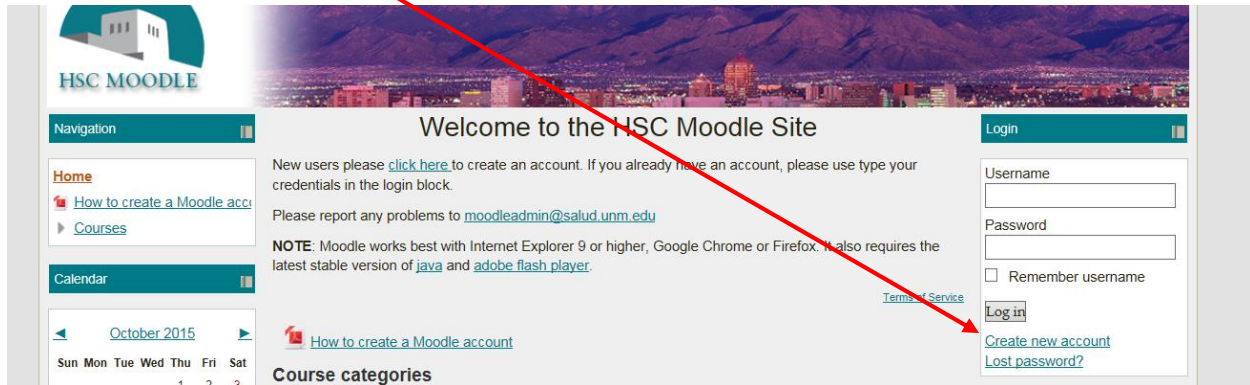 HSC MOODLE
Navigation
Home
How to create a Moodle acco
Courses
Calendar
October 2015
Sun Mon Tue Wed Thu Fri Sat
1 2 3
Welcome to the HSC Moodle Site
New users please click here to create an account. If you already have an account, please use type your
credentials in the login block.
Please report any problems to moodleadmin@salud.unm.edu
NOTE: Moodle works best with Internet Explorer 9 or higher, Google Chrome or Firefox. It also requires the
latest stable version of java and adobe flash player.
Terms of Service
How to create a Moodle account
Course categories
Login
Username
Password
Remember username
Log in
Create new account
Lost password?